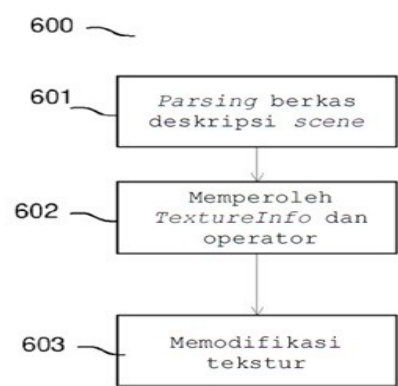 600
601
Parsing berkas
deskripsi scene
602
Memperoleh
TextureInfo dan
operator
603
Memodifikasi
tekstur